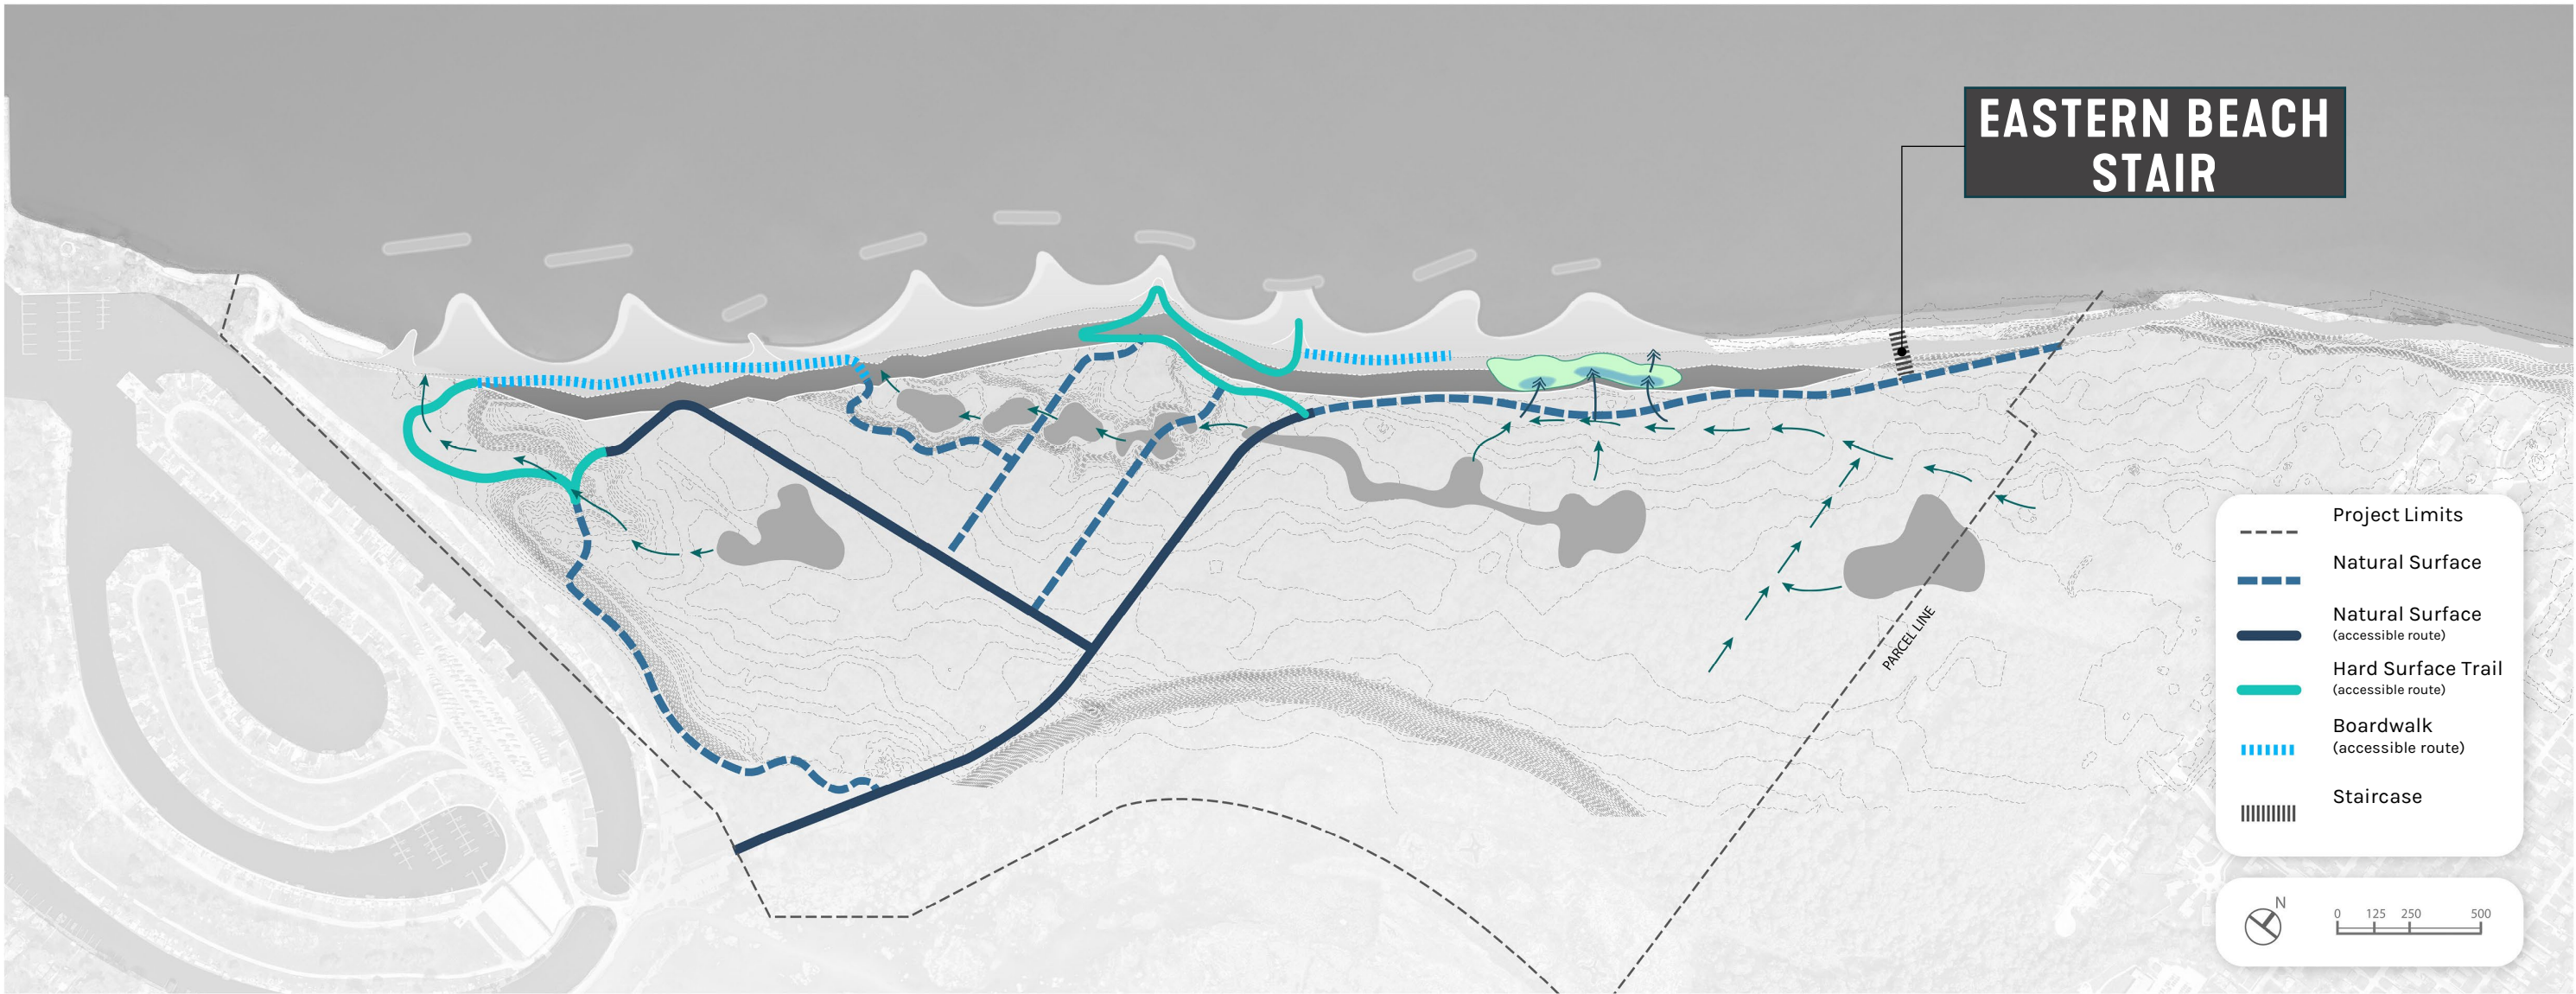 EASTERN BEACH
STAIR
PARCEL LINE
Project Limits
Natural Surface
Natural Surface
(accessible route)
Hard Surface Trail
(accessible route)
Boardwalk
(accessible route)
Staircase
N
0 125 250 500